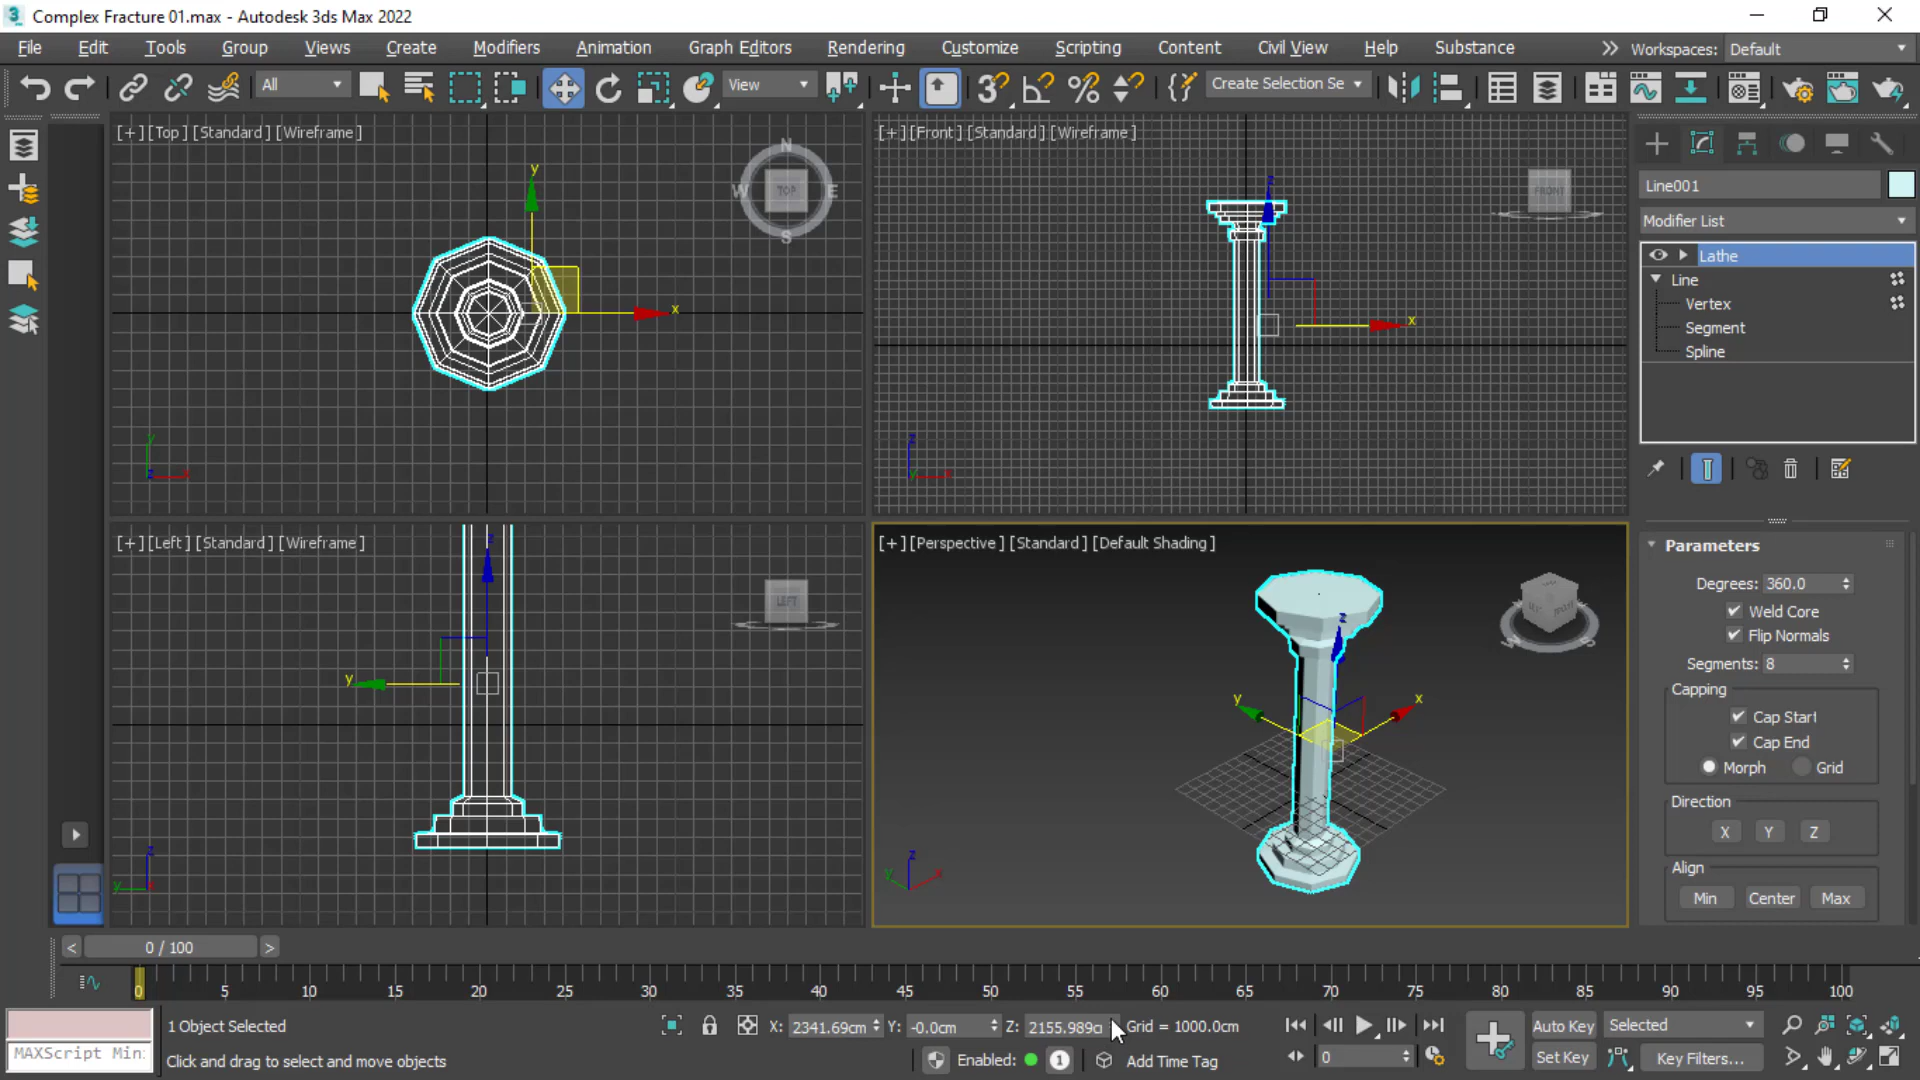 Complex Fracture 01.max - Autodesk 3ds Max 2022
File Edit Tools Group Views Create Modifiers Animation Graph Editors Rendering Customize Scripting Content Civil View Help Substance Workspaces: Default
All View Create Selection Se
[+] [Top] [Standard] [Wireframe]
[+] [Front] [Standard] [Wireframe]
N
W TOP E
S
y
x
z
x
FRONT
y
z
x
z
y
x
Line001
Modifier List
Lathe
Line
Vertex
Segment
Spline
[+] [Left] [Standard] [Wireframe]
z
y
LEFT
z
y
x
[+] [Perspective] [Standard] [Default Shading]
z
y
x
z
y
x
Parameters
Degrees: 360.0
Weld Core
Flip Normals
Segments: 8
Capping
Cap Start
Cap End
Morph Grid
Direction
X Y Z
Align
Min Center Max
< 0 / 100 >
0 5 10 15 20 25 30 35 40 45 50 55 60 65 70 75 80 85 90 95 100
1 Object Selected
X: 2341.69cm Y: -0.0cm Z: 2155.989c Grid = 1000.0cm
Auto Key Selected
MAXScript Min
Click and drag to select and move objects
Enabled: 1 Add Time Tag
0
Set Key Key Filters...